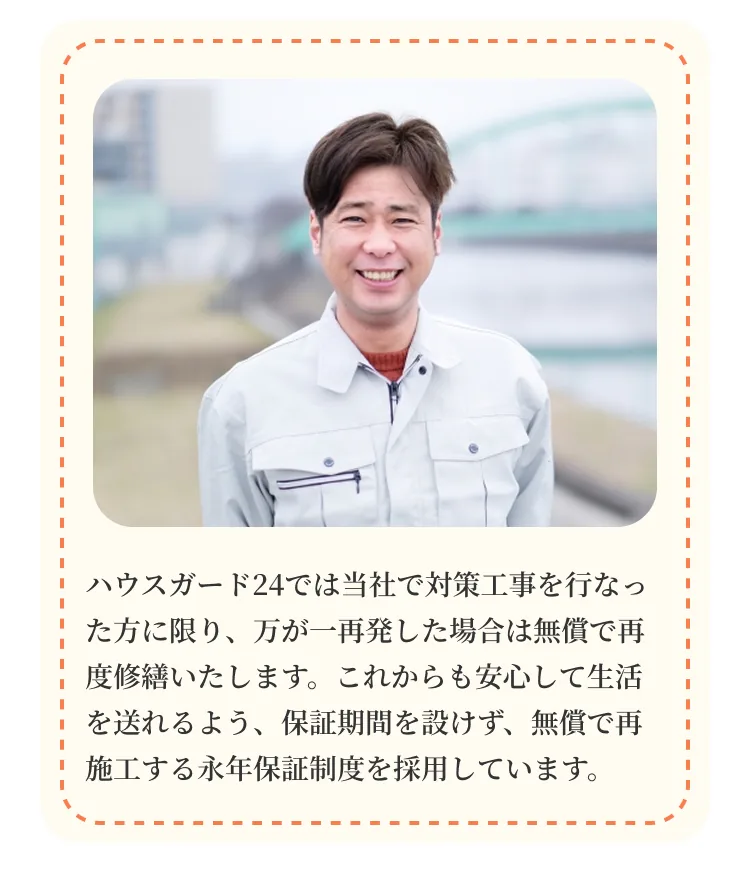 ハウスガード24では当社で対策工事を行なっ
た方に限り、万が一再発した場合は無償で再
度修繕いたします。これからも安心して生活
を送れるよう、保証期間を設けず、無償で再
施工する永年保証制度を採用しています。